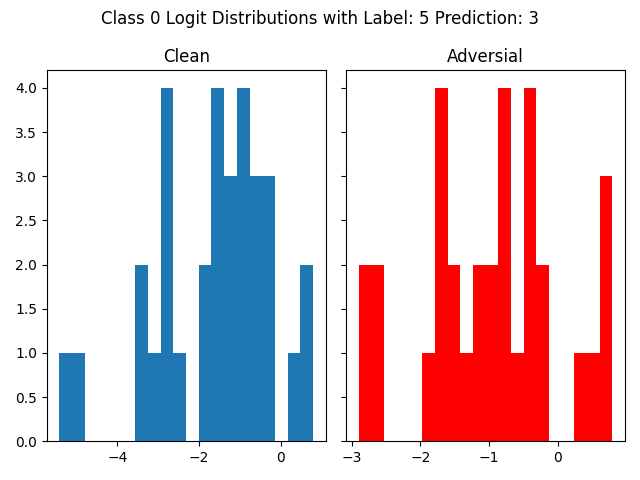 Class 0 Logit Distributions with Label: 5 Prediction: 3
Clean
Adversial
4.0
3.5
3.0
2.5
2.0
1.5
1.0
0.5
0.0
−4 −2 0
−3 −2 −1 0